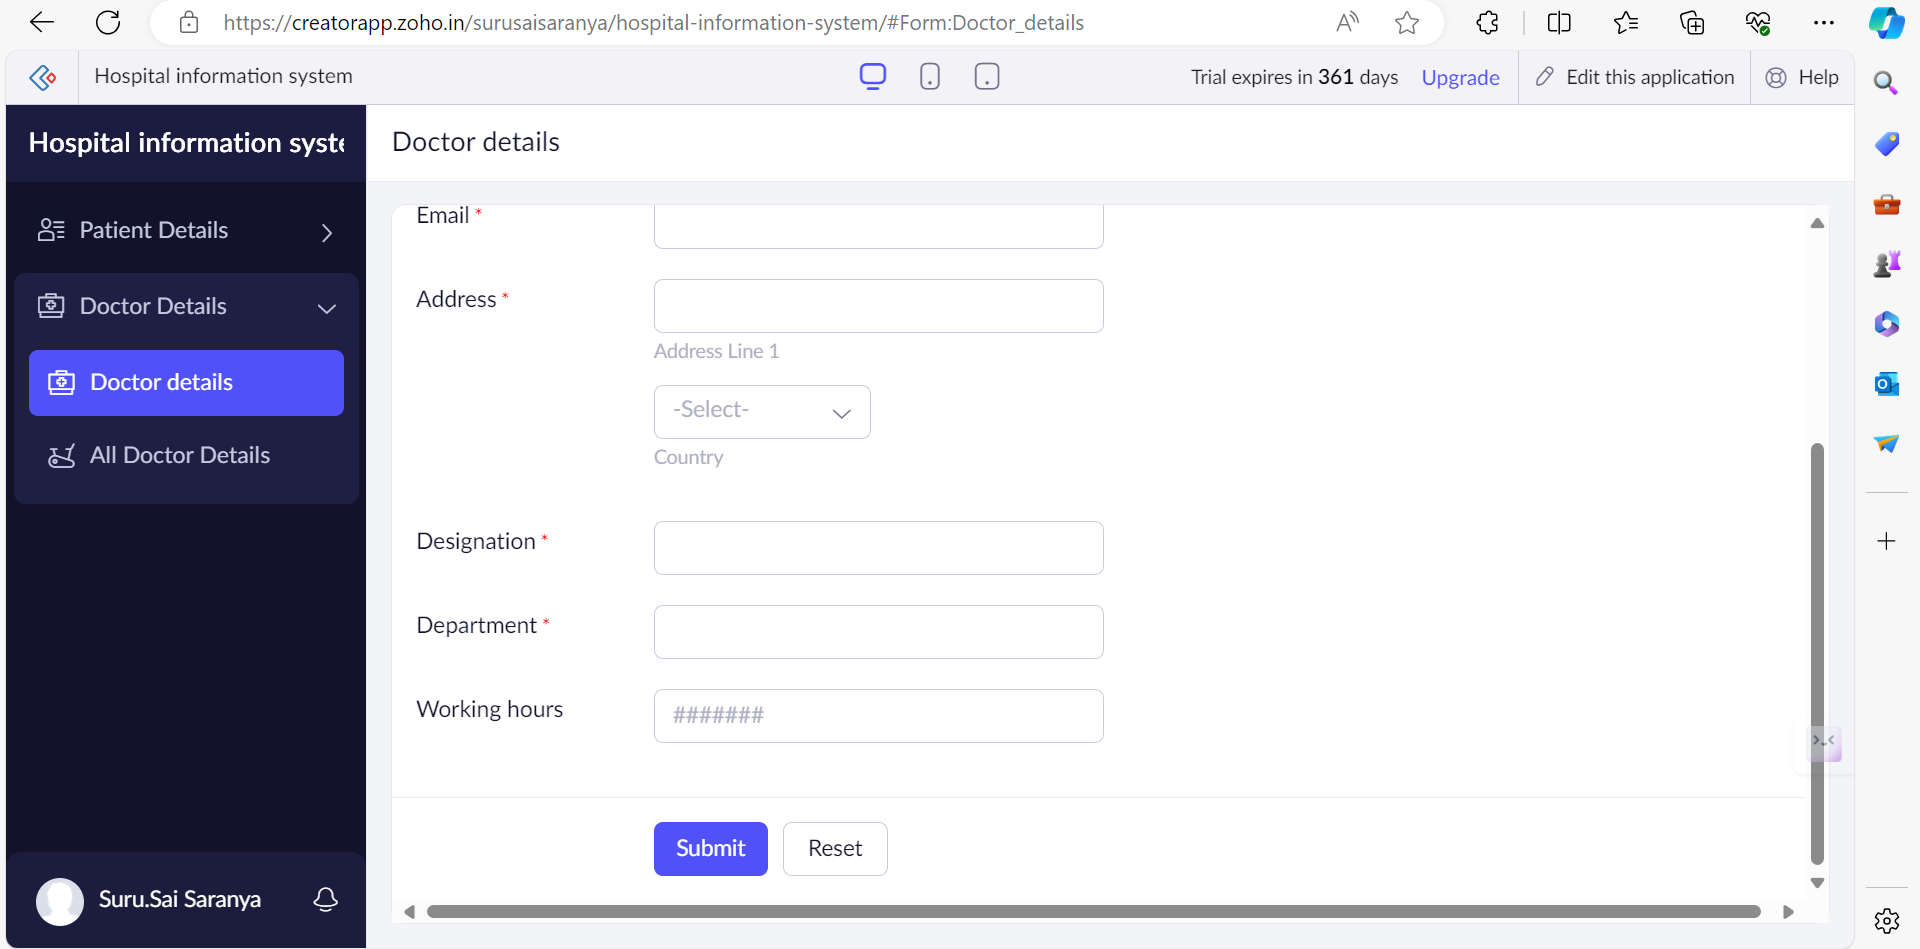 https://creatorapp.zoho.in/surusaisaranya/hospital-information-system/#Form:Doctor_details
Hospital information system
Trial expires in 361 days Upgrade
Edit this application
Help
Hospital information syste
Patient Details
Doctor Details
Doctor details
All Doctor Details
Suru.Sai Saranya
Doctor details
Email *
Address *
Address Line 1
-Select-
Country
Designation *
Department *
Working hours
#######
Submit Reset